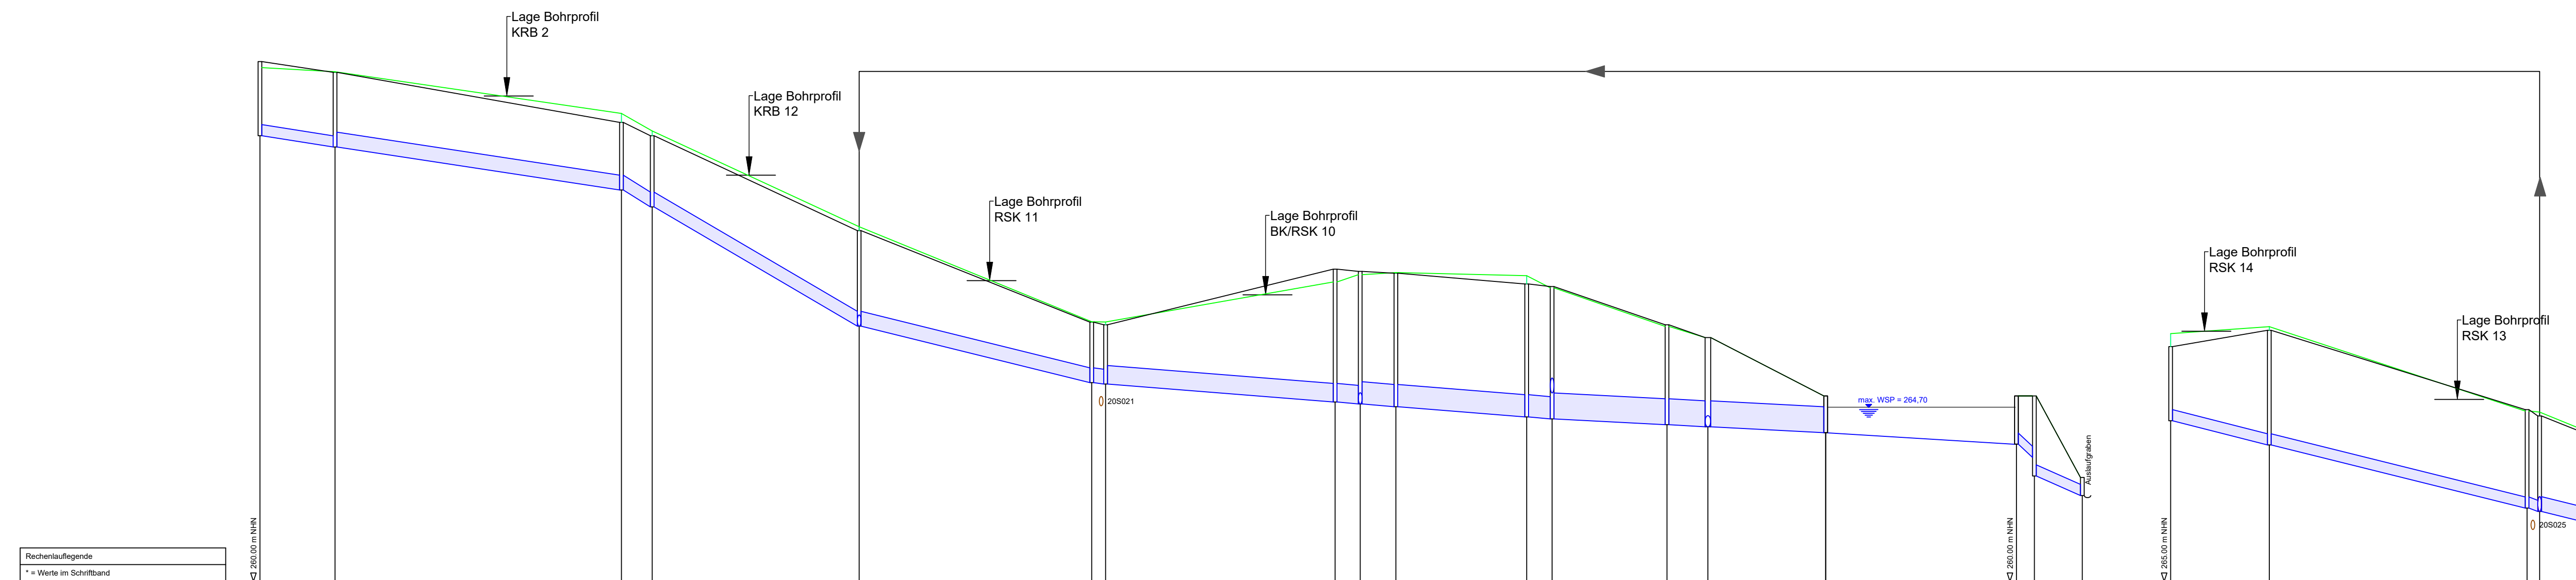 Lage Bohrprofil
KRB 2
Lage Bohrprofil
KRB 12
Lage Bohrprofil
RSK 11
Lage Bohrprofil
BK/RSK 10
Lage Bohrprofil
RSK 14
Lage Bohrprofil
RSK 13
max. WSP = 264,70
20S021
Auslaufgraben
20S025
260.00 m NHN
260.00 m NHN
265.00 m NHN
Rechenlauflegende
* = Werte im Schriftband